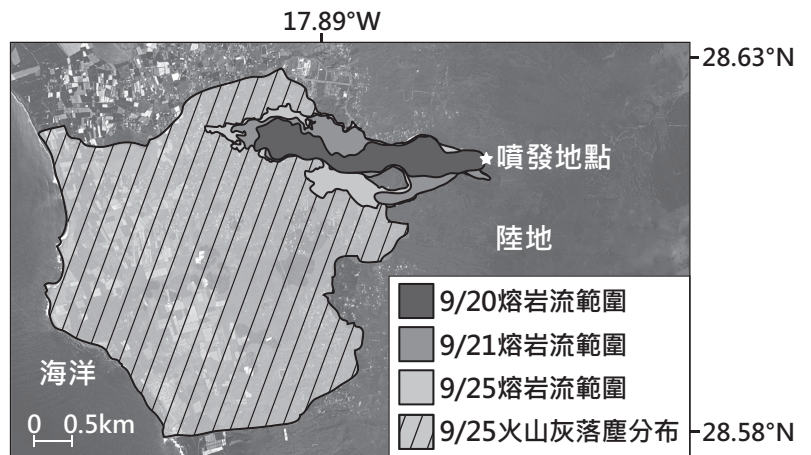 17.89°W
28.63°N
噴發地點
陸地
9/20熔岩流範圍
9/21熔岩流範圍
9/25熔岩流範圍
9/25火山灰落塵分布
海洋
0 0.5km
28.58°N